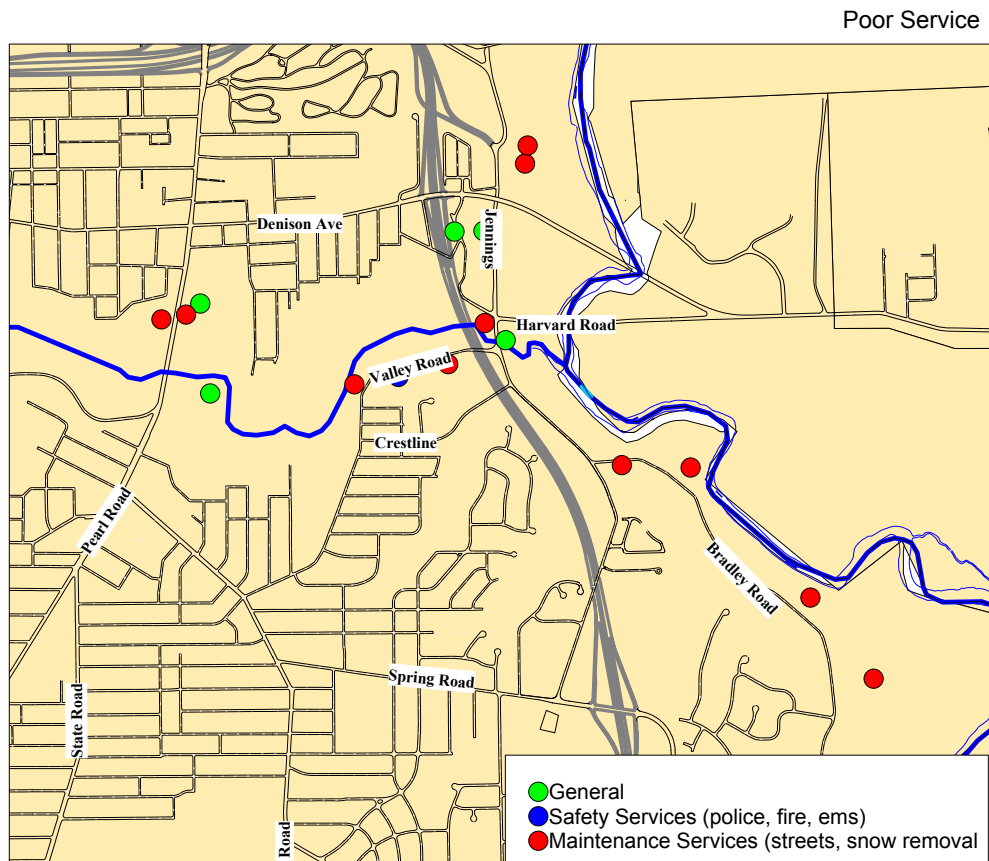 Poor Service
Denison Ave
Jennings
Harvard Road
Valley Road
Crestline
Pearl Road
Bradley Road
Spring Road
State Road
Road
General
Safety Services (police, fire, ems)
Maintenance Services (streets, snow removal